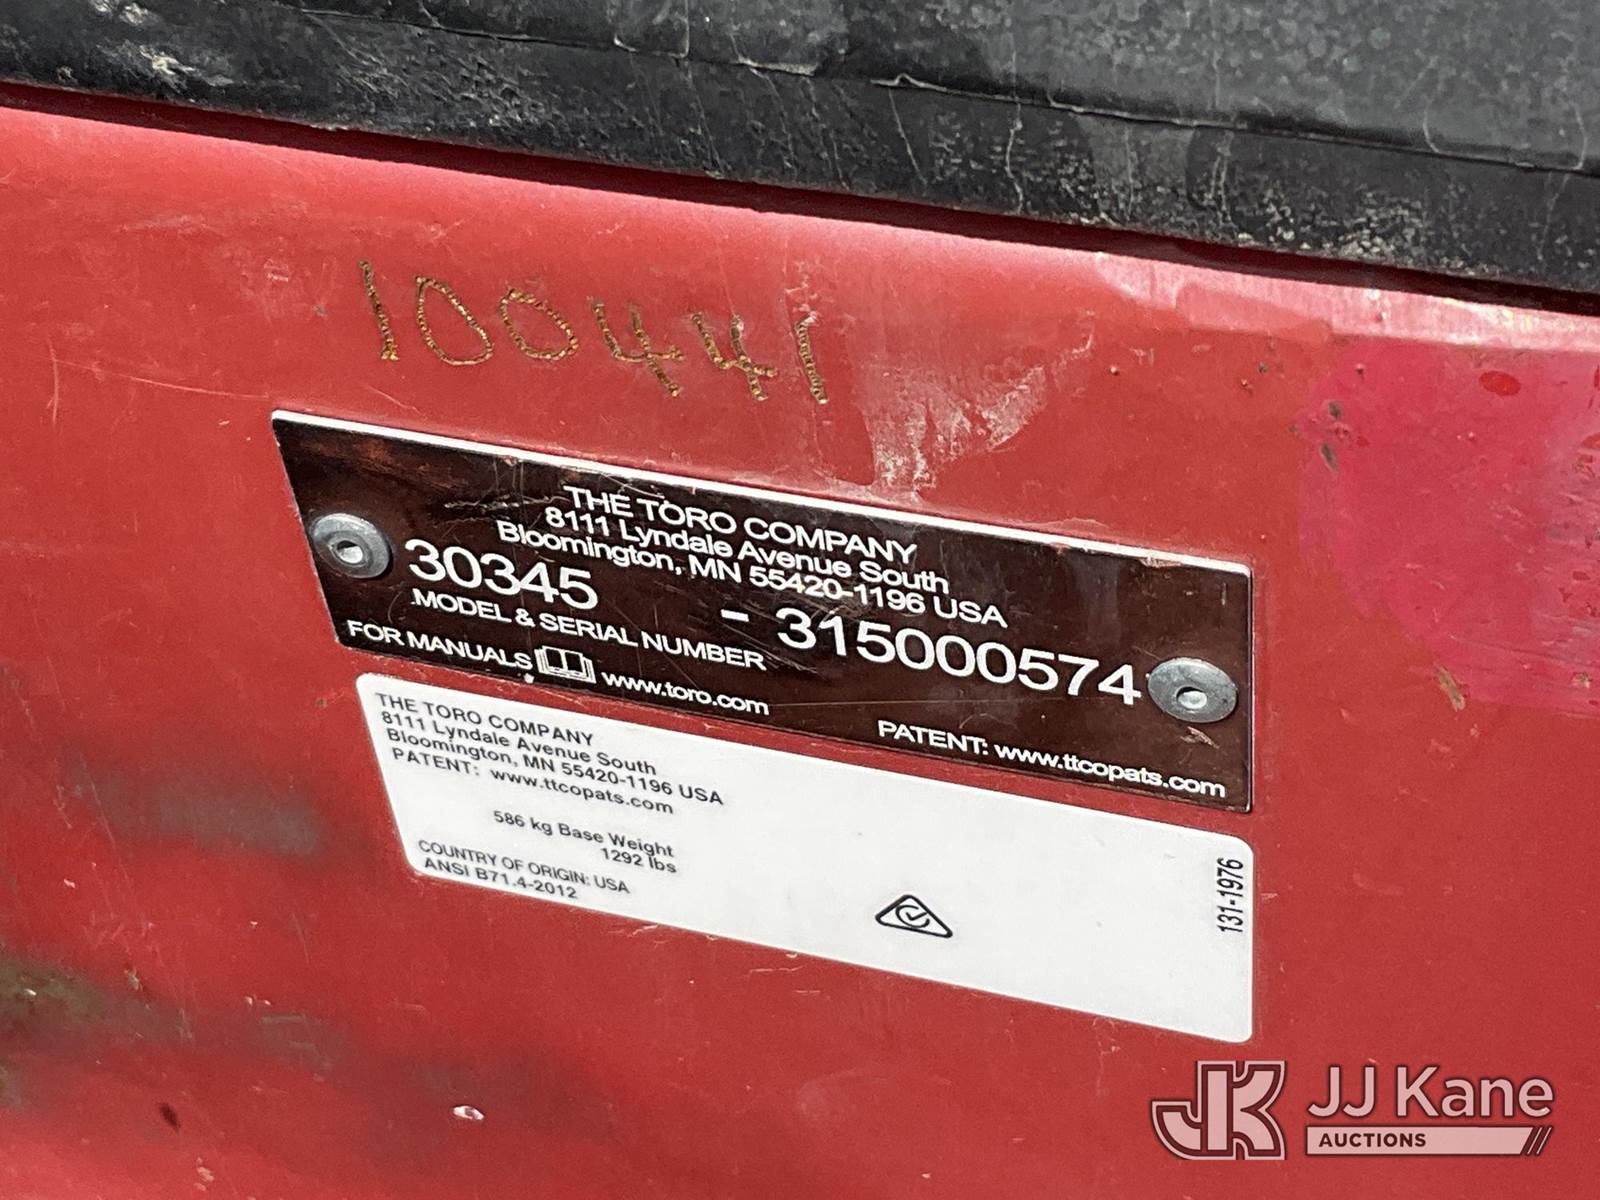 100441
THE TORO COMPANY
8111 Lyndale Avenue South
Bloomington, MN 55420-1196 USA
30345 - 315000574
MODEL & SERIAL NUMBER
FOR MANUALS www.toro.com
PATENT: www.ttcopats.com
THE TORO COMPANY
8111 Lyndale Avenue South
Bloomington, MN 55420-1196 USA
PATENT: www.ttcopats.com
586 kg Base Weight
1292 lbs
COUNTRY OF ORIGIN: USA
ANSI B71.4-2012
131-1976
JK JJ Kane
AUCTIONS